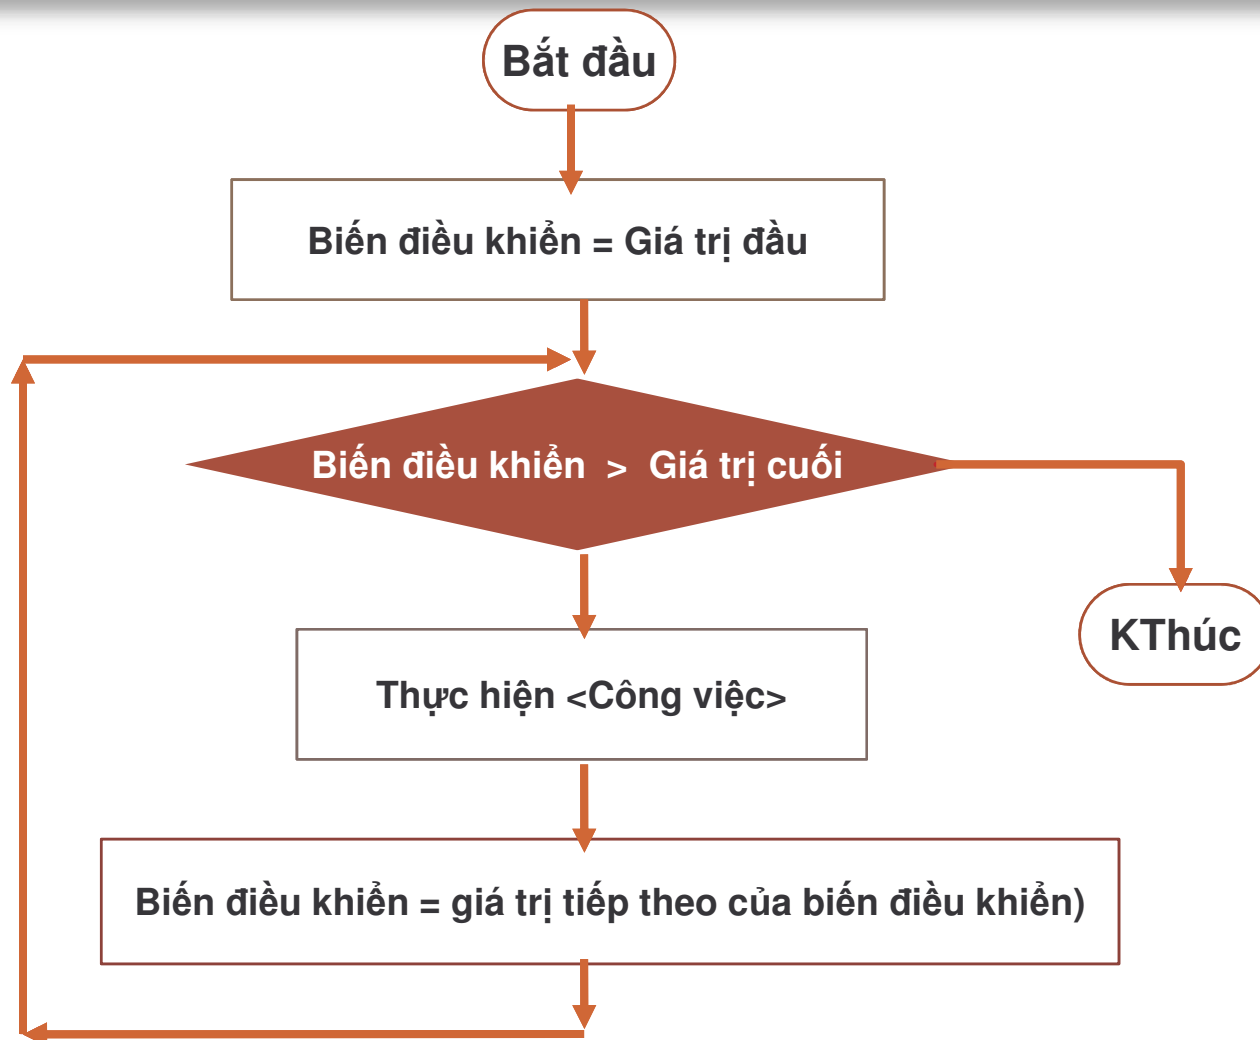 Bắt đầu
Biến điều khiển = Giá trị đầu
Biến điều khiển > Giá trị cuối
KThúc
Thực hiện <Công việc>
Biến điều khiển = giá trị tiếp theo của biến điều khiển)